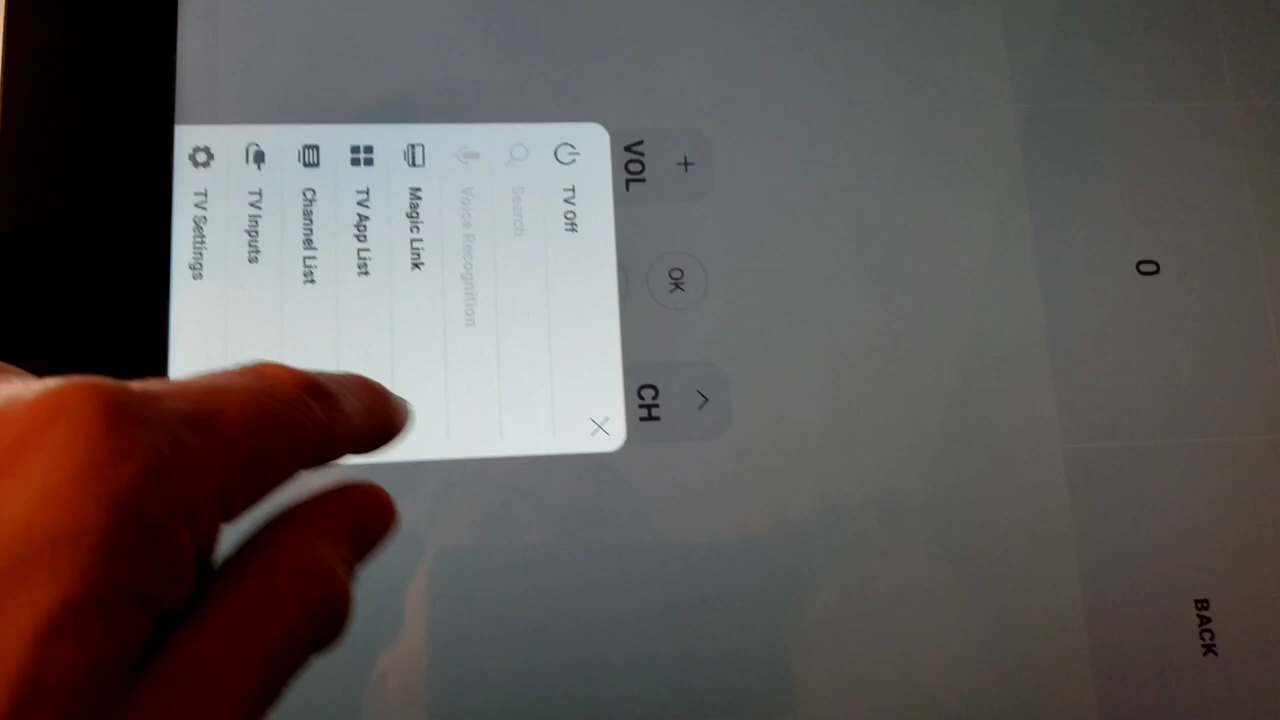 TV Off
Search
Voice Recognition
Magic Link
TV App List
Channel List
TV Inputs
TV Settings
+
VOL
OK
CH
0
BACK